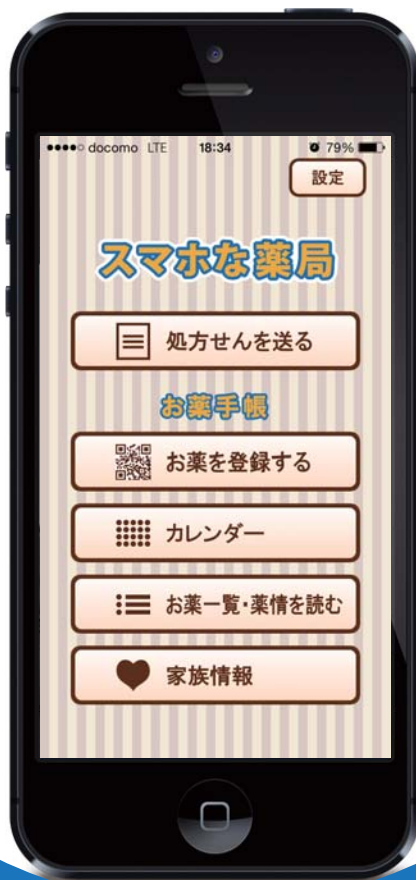 ●●●●○ docomo LTE 18:34 79%
設定
スマホな薬局
処方せんを送る
お薬手帳
お薬を登録する
カレンダー
お薬一覧・薬情を読む
家族情報